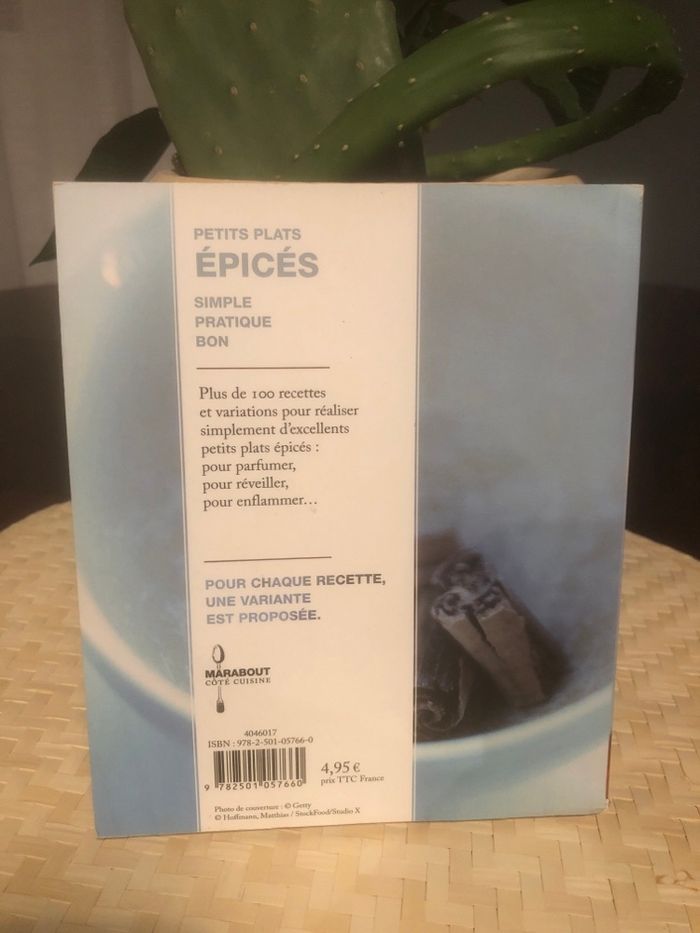 PETITS PLATS
ÉPICÉS
SIMPLE
PRATIQUE
BON
Plus de 100 recettes
et variations pour réaliser
simplement d'excellents
petits plats épicés :
pour parfumer,
pour réveiller,
pour enflammer…
POUR CHAQUE RECETTE,
UNE VARIANTE
EST PROPOSÉE.
MARABOUT
CÔTÉ CUISINE
4046017
ISBN : 978-2-501-05766-0
9 782501 057660
4,95 €
prix TTC France
Photo de couverture : © Getty
© Hoffmann, Matthias / StockFood/Studio X